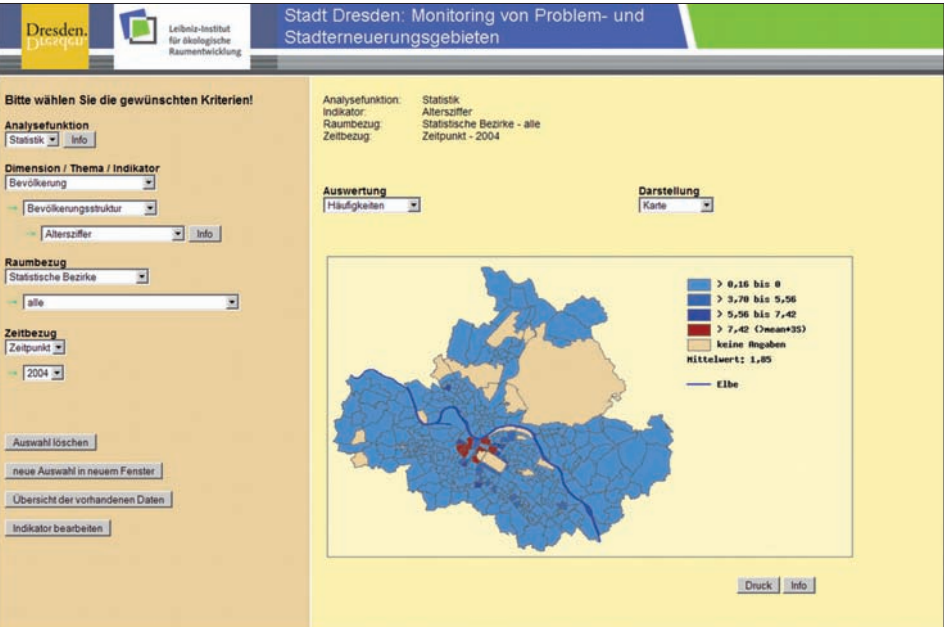 Dresden.
Dresden.
Leibniz-Institut
für ökologische
Raumentwicklung
Stadt Dresden: Monitoring von Problem- und
Stadterneuerungsgebieten
Bitte wählen Sie die gewünschten Kriterien!
Analysefunktion
Statistik Info
Dimension / Thema / Indikator
Bevölkerung
Bevölkerungsstruktur
Altersziffer Info
Raumbezug
Statistische Bezirke
alle
Zeitbezug
Zeitpunkt
2004
Auswahl löschen
neue Auswahl in neuem Fenster
Übersicht der vorhandenen Daten
Indikator bearbeiten
Analysefunktion: Statistik
Indikator: Altersziffer
Raumbezug: Statistische Bezirke - alle
Zeitbezug: Zeitpunkt - 2004
Auswertung
Häufigkeiten
Darstellung
Karte
> 0,16 bis 0
> 3,70 bis 5,56
> 5,56 bis 7,42
> 7,42 (>mean+3S)
keine Angaben
Mittelwert: 1,85
Elbe
Druck Info